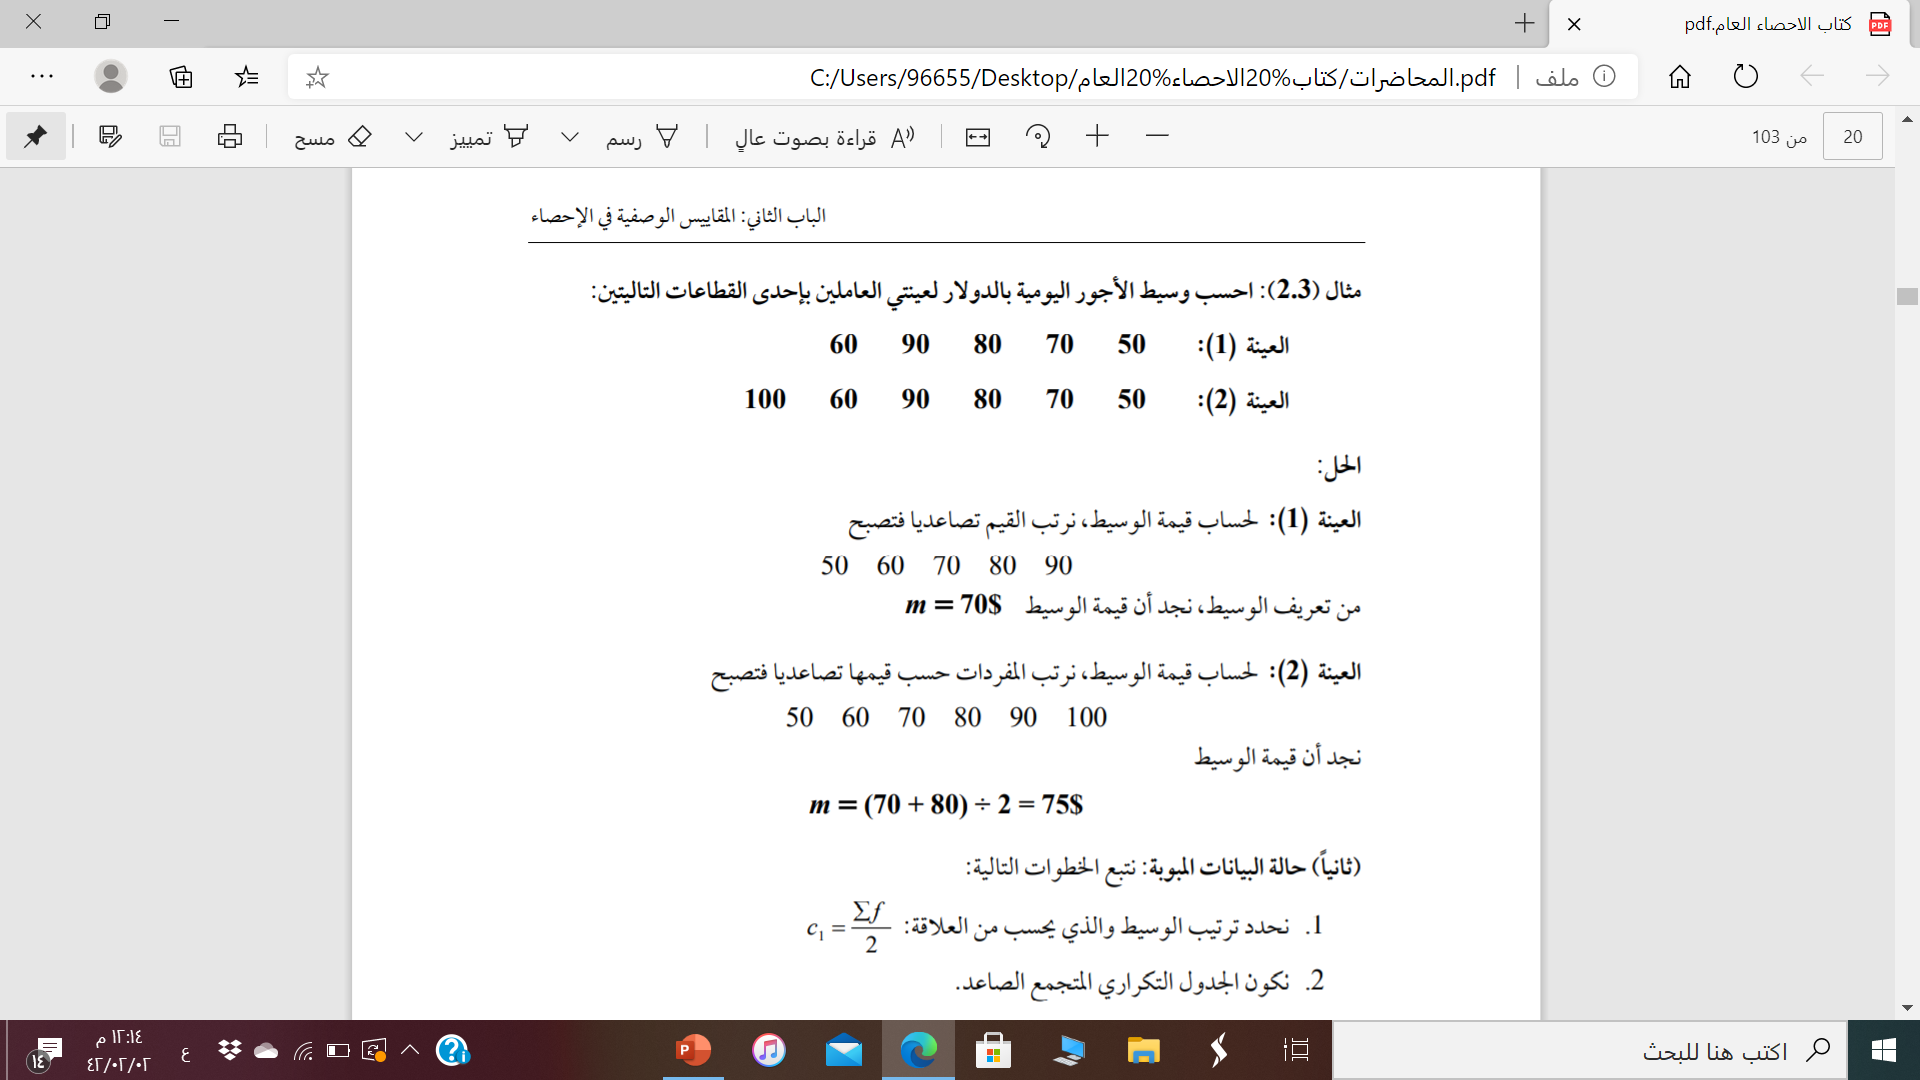 كتاب الاحصاء العام.pdf
ملف
C:/Users/96655/Desktop/المحاضرات/كتاب%20الاحصاء%20العام.pdf
20
من 103
قراءة بصوت عالٍ
رسم
تمييز
مسح
الباب الثاني: المقاييس الوصفية في الإحصاء
مثال (2.3): احسب وسيط الأجور اليومية بالدولار لعينتي العاملين بإحدى القطاعات التاليتين:
العينة (1): 50 70 80 90 60
العينة (2): 50 70 80 90 60 100
الحل:
العينة (1): لحساب قيمة الوسيط، نرتب القيم تصاعديا فتصبح
50 60 70 80 90
من تعريف الوسيط، نجد أن قيمة الوسيط m = 70$
العينة (2): لحساب قيمة الوسيط، نرتب المفردات حسب قيمها تصاعديا فتصبح
50 60 70 80 90 100
نجد أن قيمة الوسيط
m = (70 + 80) ÷ 2 = 75$
(ثانياً) حالة البيانات المبوبة: نتبع الخطوات التالية:
1. نحدد ترتيب الوسيط والذي يحسب من العلاقة: c₁ = Σf / 2
2. نكون الجدول التكراري المتجمع الصاعد.
اكتب هنا للبحث
P
ع
١٢:١٤ م
٤٢/٠٢/٠٢
١٤